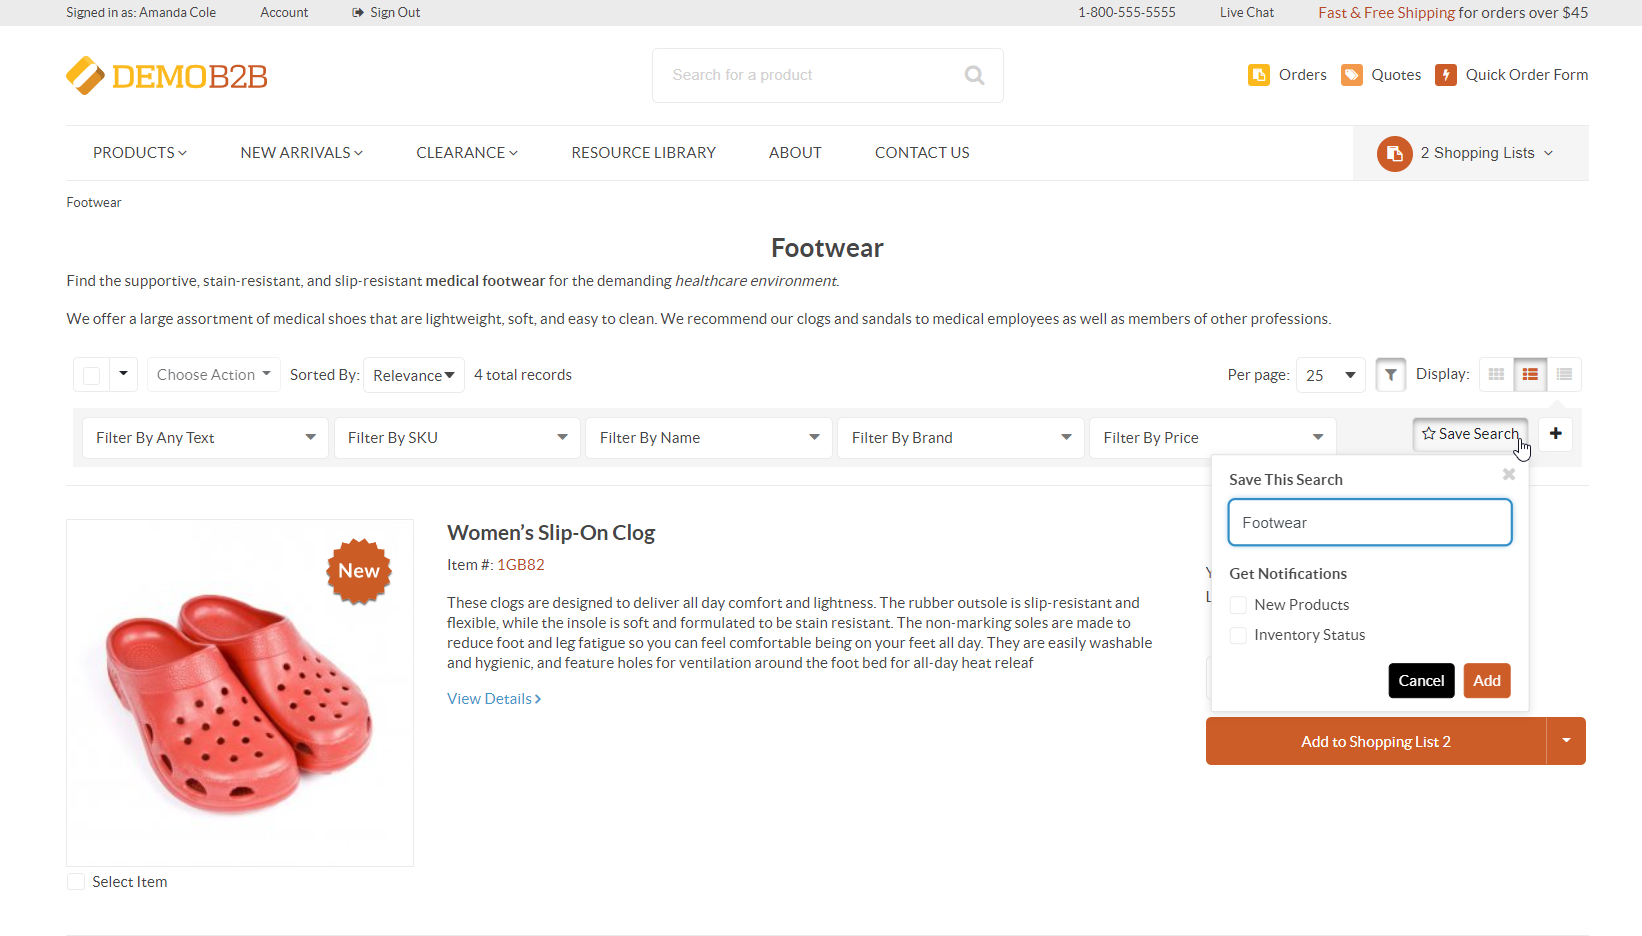 Signed in as: Amanda Cole Account Sign Out 1-800-555-5555 Live Chat Fast & Free Shipping for orders over $45
DEMOB2B
Search for a product
Orders Quotes Quick Order Form
PRODUCTS NEW ARRIVALS CLEARANCE RESOURCE LIBRARY ABOUT CONTACT US 2 Shopping Lists
Footwear
Footwear
Find the supportive, stain-resistant, and slip-resistant medical footwear for the demanding healthcare environment.
We offer a large assortment of medical shoes that are lightweight, soft, and easy to clean. We recommend our clogs and sandals to medical employees as well as members of other professions.
Choose Action Sorted By: Relevance 4 total records Per page: 25 Display:
Filter By Any Text Filter By SKU Filter By Name Filter By Brand Filter By Price Save Search
Save This Search
Footwear
Get Notifications
New Products
Inventory Status
Cancel Add
New
Women’s Slip-On Clog
Item #: 1GB82
These clogs are designed to deliver all day comfort and lightness. The rubber outsole is slip-resistant and
flexible, while the insole is soft and formulated to be stain resistant. The non-marking soles are made to
reduce foot and leg fatigue so you can feel comfortable being on your feet all day. They are easily washable
and hygienic, and feature holes for ventilation around the foot bed for all-day heat releaf
View Details
Add to Shopping List 2
Select Item